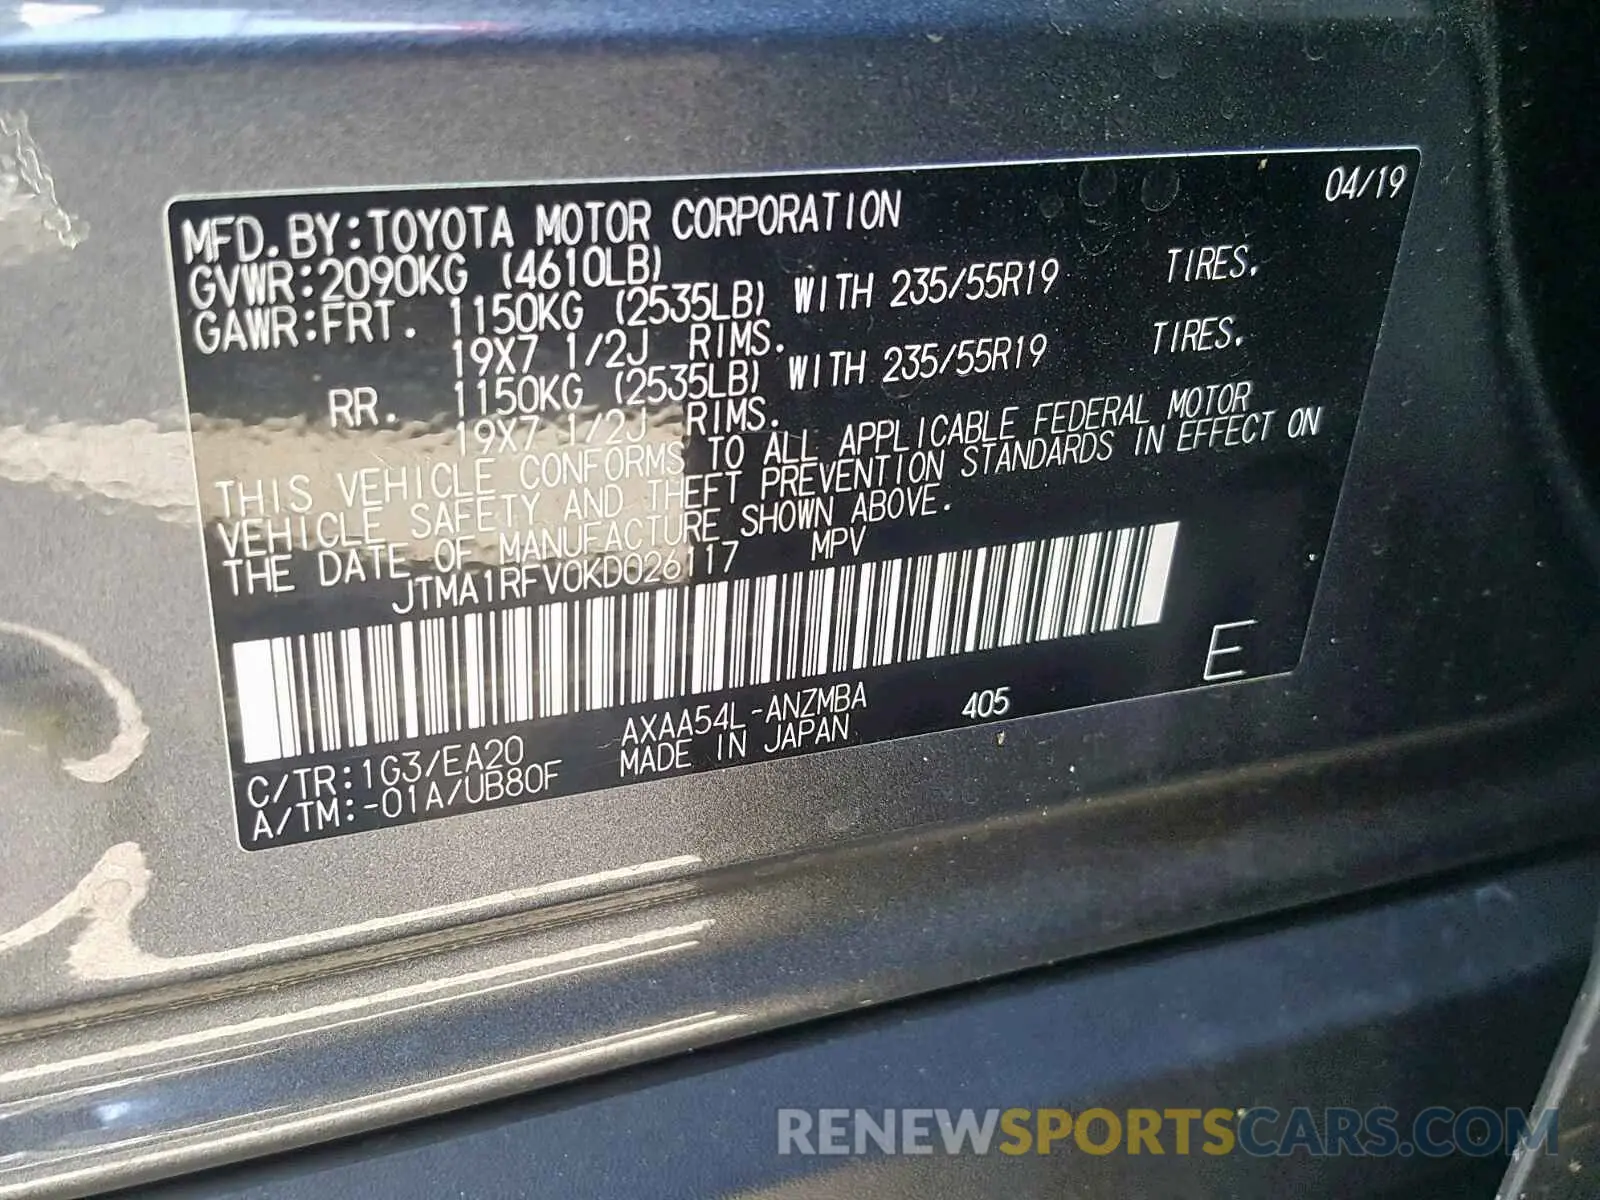 MFD. BY:TOYOTA MOTOR CORPORATION 04/19
GVWR:2090KG (4610LB)
GAWR:FRT. 1150KG (2535LB) WITH 235/55R19 TIRES,
19X7 1/2J RIMS.
RR. 1150KG (2535LB) WITH 235/55R19 TIRES,
19X7 1/2J RIMS.
THIS VEHICLE CONFORMS TO ALL APPLICABLE FEDERAL MOTOR
VEHICLE SAFETY AND THEFT PREVENTION STANDARDS IN EFFECT ON
THE DATE OF MANUFACTURE SHOWN ABOVE.
JTMA1RFV0KD026117 MPV
E
AXAA54L-ANZMBA 405
C/TR:1G3/EA20 MADE IN JAPAN
A/TM:-01A/UB80F
RENEWSPORTSCARS.COM